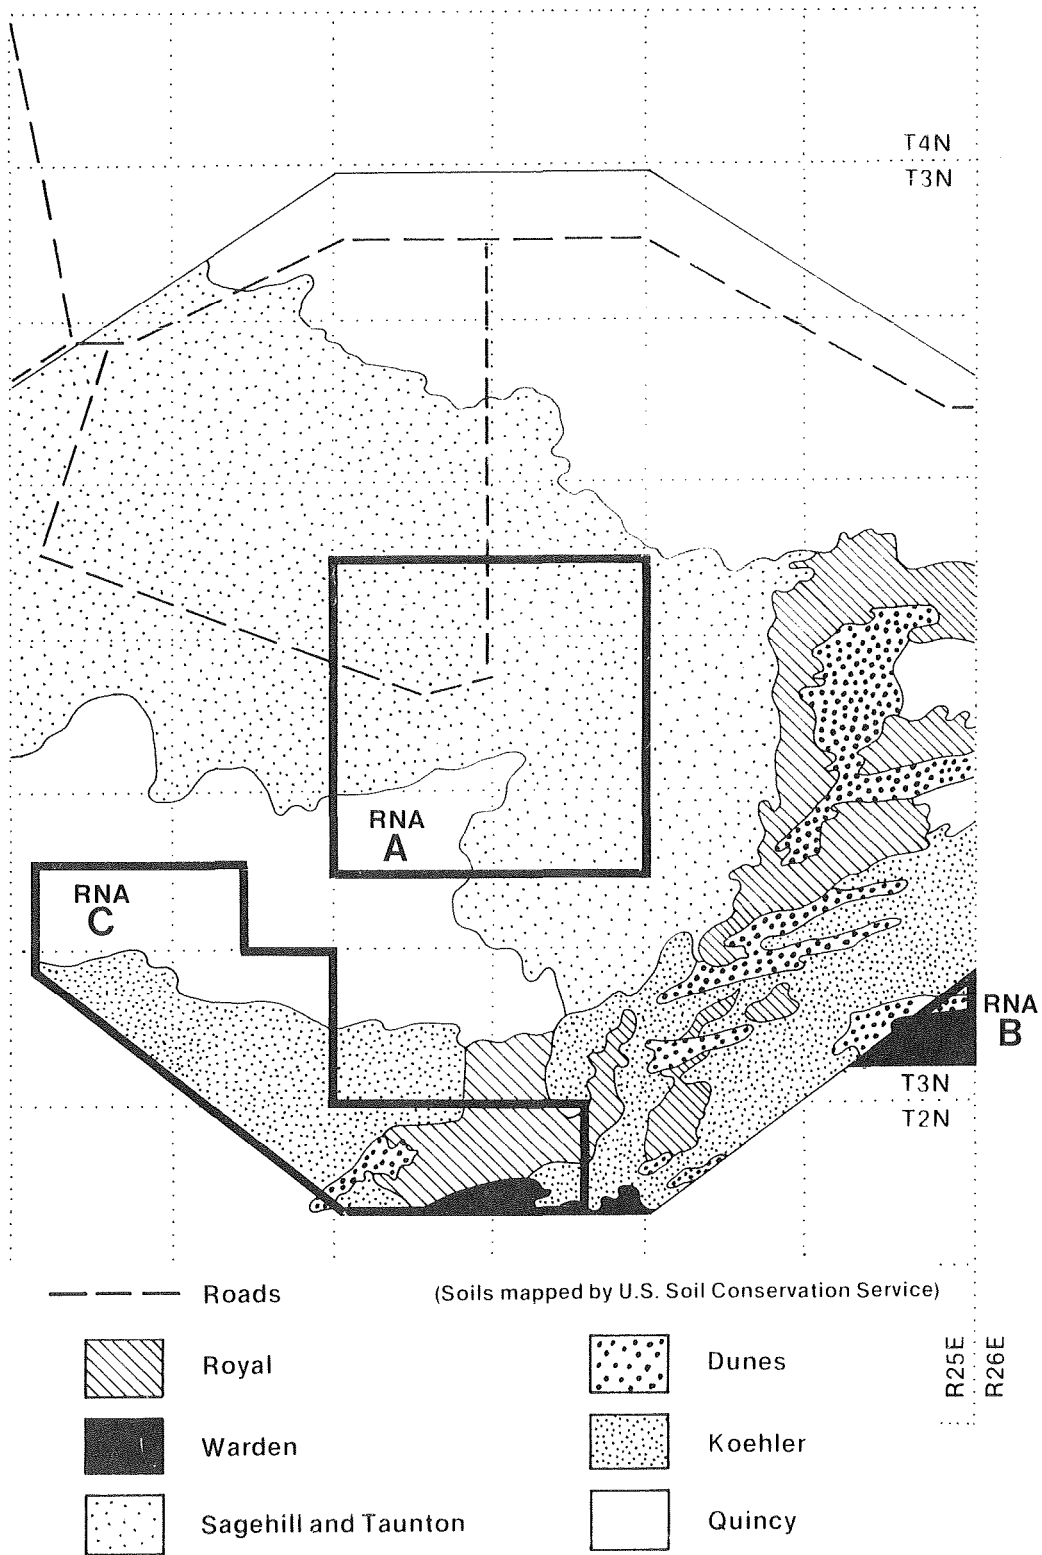 T4N
T3N
RNA
A
RNA
C
RNA
B
T3N
T2N
Roads
(Soils mapped by U.S. Soil Conservation Service)
Royal
Dunes
R25E
R26E
Warden
Koehler
Sagehill and Taunton
Quincy